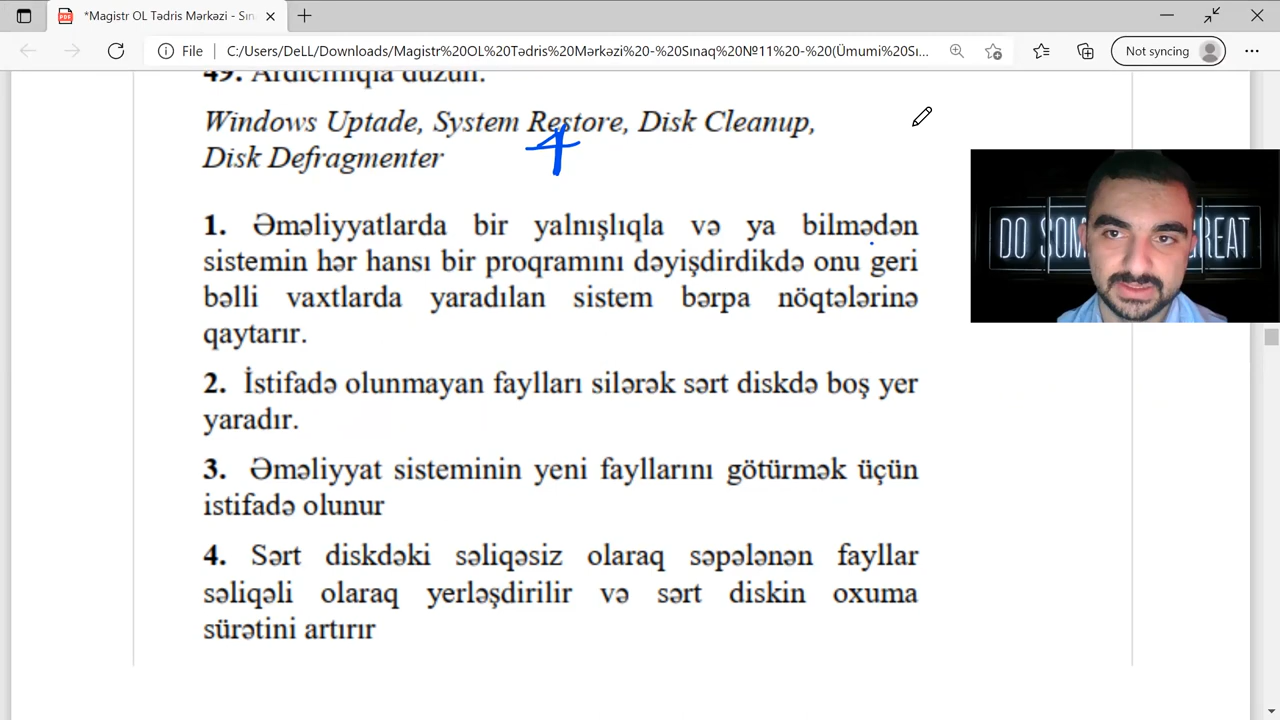 *Magistr OL Tədris Mərkəzi - Sın
File
C:/Users/DeLL/Downloads/Magistr%20OL%20Tədris%20Mərkəzi%20-%20Sınaq%20№11%20-%20(Ümumi%20Sı...
Not syncing
49. Ardıcıllıqla düzün.
Windows Uptade, System Restore, Disk Cleanup,
Disk Defragmenter
4
1. Əməliyyatlarda bir yalnışlıqla və ya bilmədən
sistemin hər hansı bir proqramını dəyişdirdikdə onu geri
bəlli vaxtlarda yaradılan sistem bərpa nöqtələrinə
qaytarır.
2. İstifadə olunmayan faylları silərək sərt diskdə boş yer
yaradır.
3. Əməliyyat sisteminin yeni fayllarını götürmək üçün
istifadə olunur
4. Sərt diskdəki səliqəsiz olaraq səpələnən fayllar
səliqəli olaraq yerləşdirilir və sərt diskin oxuma
sürətini artırır
DO SOM GREAT